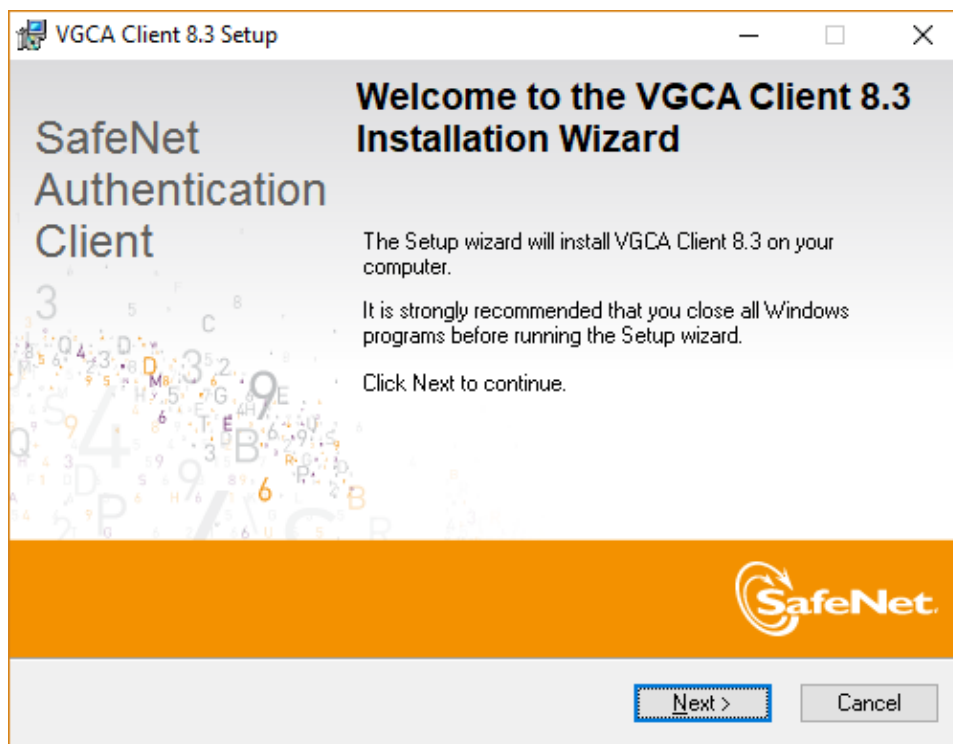 VGCA Client 8.3 Setup
Welcome to the VGCA Client 8.3
Installation Wizard
SafeNet
Authentication
Client
The Setup wizard will install VGCA Client 8.3 on your
computer.
It is strongly recommended that you close all Windows
programs before running the Setup wizard.
Click Next to continue.
SafeNet.
Next >
Cancel